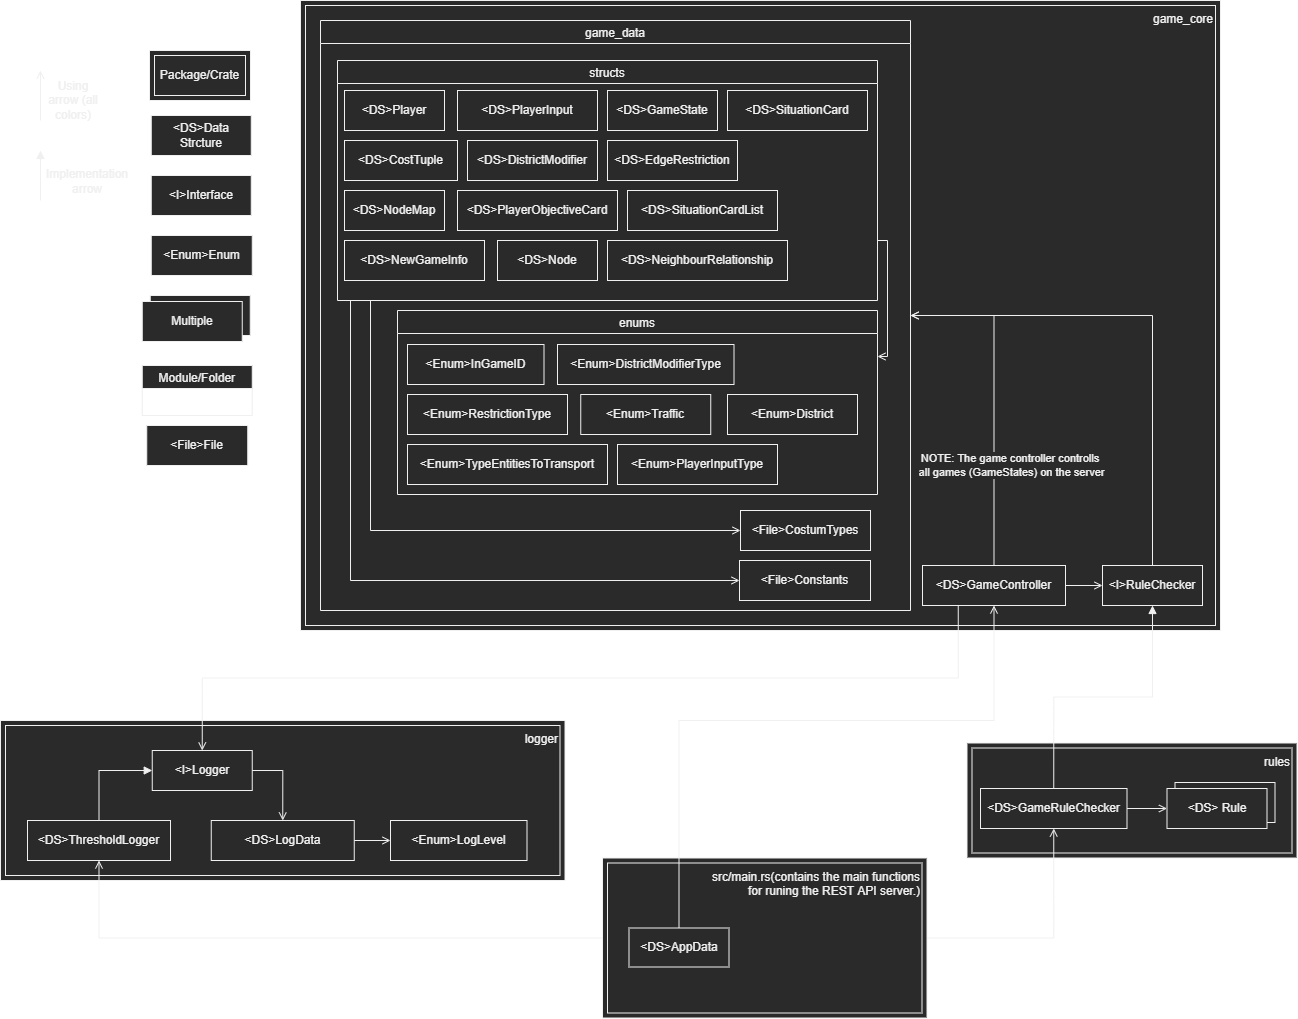 Using
arrow (all
colors)
Implementation
arrow
Package/Crate
<DS>Data
Strcture
<I>Interface
<Enum>Enum
Multiple
Module/Folder
<File>File
game_core
game_data
structs
<DS>Player
<DS>PlayerInput
<DS>GameState
<DS>SituationCard
<DS>CostTuple
<DS>DistrictModifier
<DS>EdgeRestriction
<DS>NodeMap
<DS>PlayerObjectiveCard
<DS>SituationCardList
<DS>NewGameInfo
<DS>Node
<DS>NeighbourRelationship
enums
<Enum>InGameID
<Enum>DistrictModifierType
<Enum>RestrictionType
<Enum>Traffic
<Enum>District
<Enum>TypeEntitiesToTransport
<Enum>PlayerInputType
<File>CostumTypes
<File>Constants
NOTE: The game controller controlls
all games (GameStates) on the server
<DS>GameController
<I>RuleChecker
logger
<I>Logger
<DS>ThresholdLogger
<DS>LogData
<Enum>LogLevel
rules
<DS>GameRuleChecker
<DS> Rule
src/main.rs(contains the main functions
for runing the REST API server.)
<DS>AppData